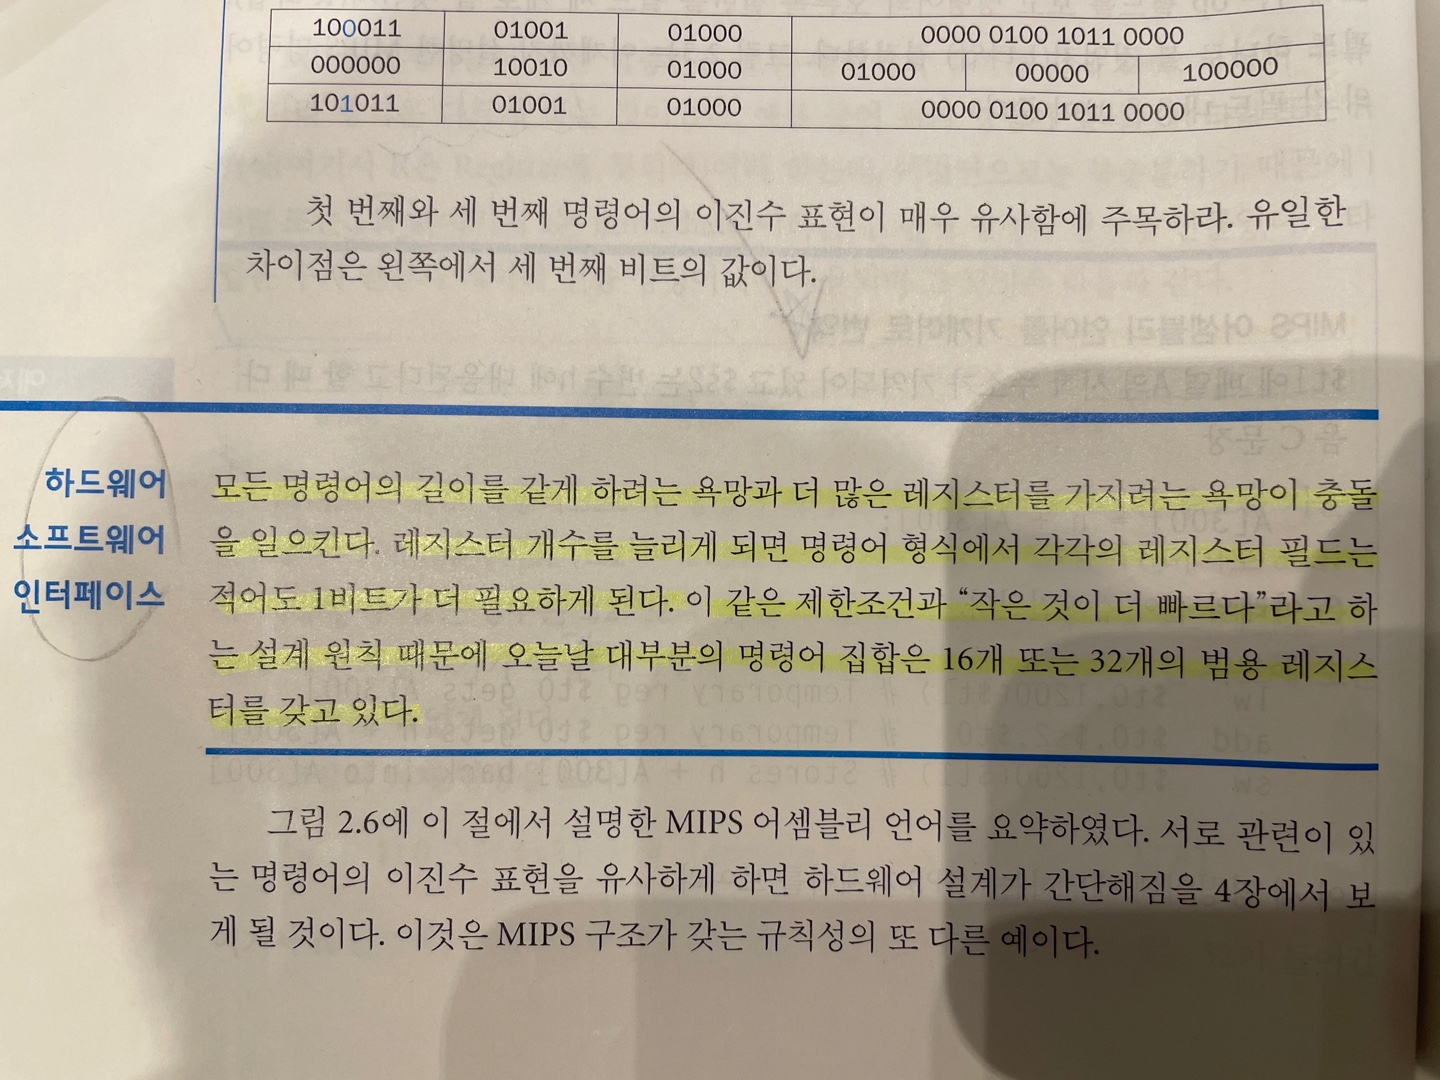 100011 01001 01000 0000 0100 1011 0000
000000 10010 01000 01000 00000 100000
101011 01001 01000 0000 0100 1011 0000
첫 번째와 세 번째 명령어의 이진수 표현이 매우 유사함에 주목하라. 유일한
차이점은 왼쪽에서 세 번째 비트의 값이다.
하드웨어
소프트웨어
인터페이스
모든 명령어의 길이를 같게 하려는 욕망과 더 많은 레지스터를 가지려는 욕망이 충돌
을 일으킨다. 레지스터 개수를 늘리게 되면 명령어 형식에서 각각의 레지스터 필드는
적어도 1비트가 더 필요하게 된다. 이 같은 제한조건과 “작은 것이 더 빠르다”라고 하
는 설계 원칙 때문에 오늘날 대부분의 명령어 집합은 16개 또는 32개의 범용 레지스
터를 갖고 있다.
그림 2.6에 이 절에서 설명한 MIPS 어셈블리 언어를 요약하였다. 서로 관련이 있
는 명령어의 이진수 표현을 유사하게 하면 하드웨어 설계가 간단해짐을 4장에서 보
게 될 것이다. 이것은 MIPS 구조가 갖는 규칙성의 또 다른 예이다.